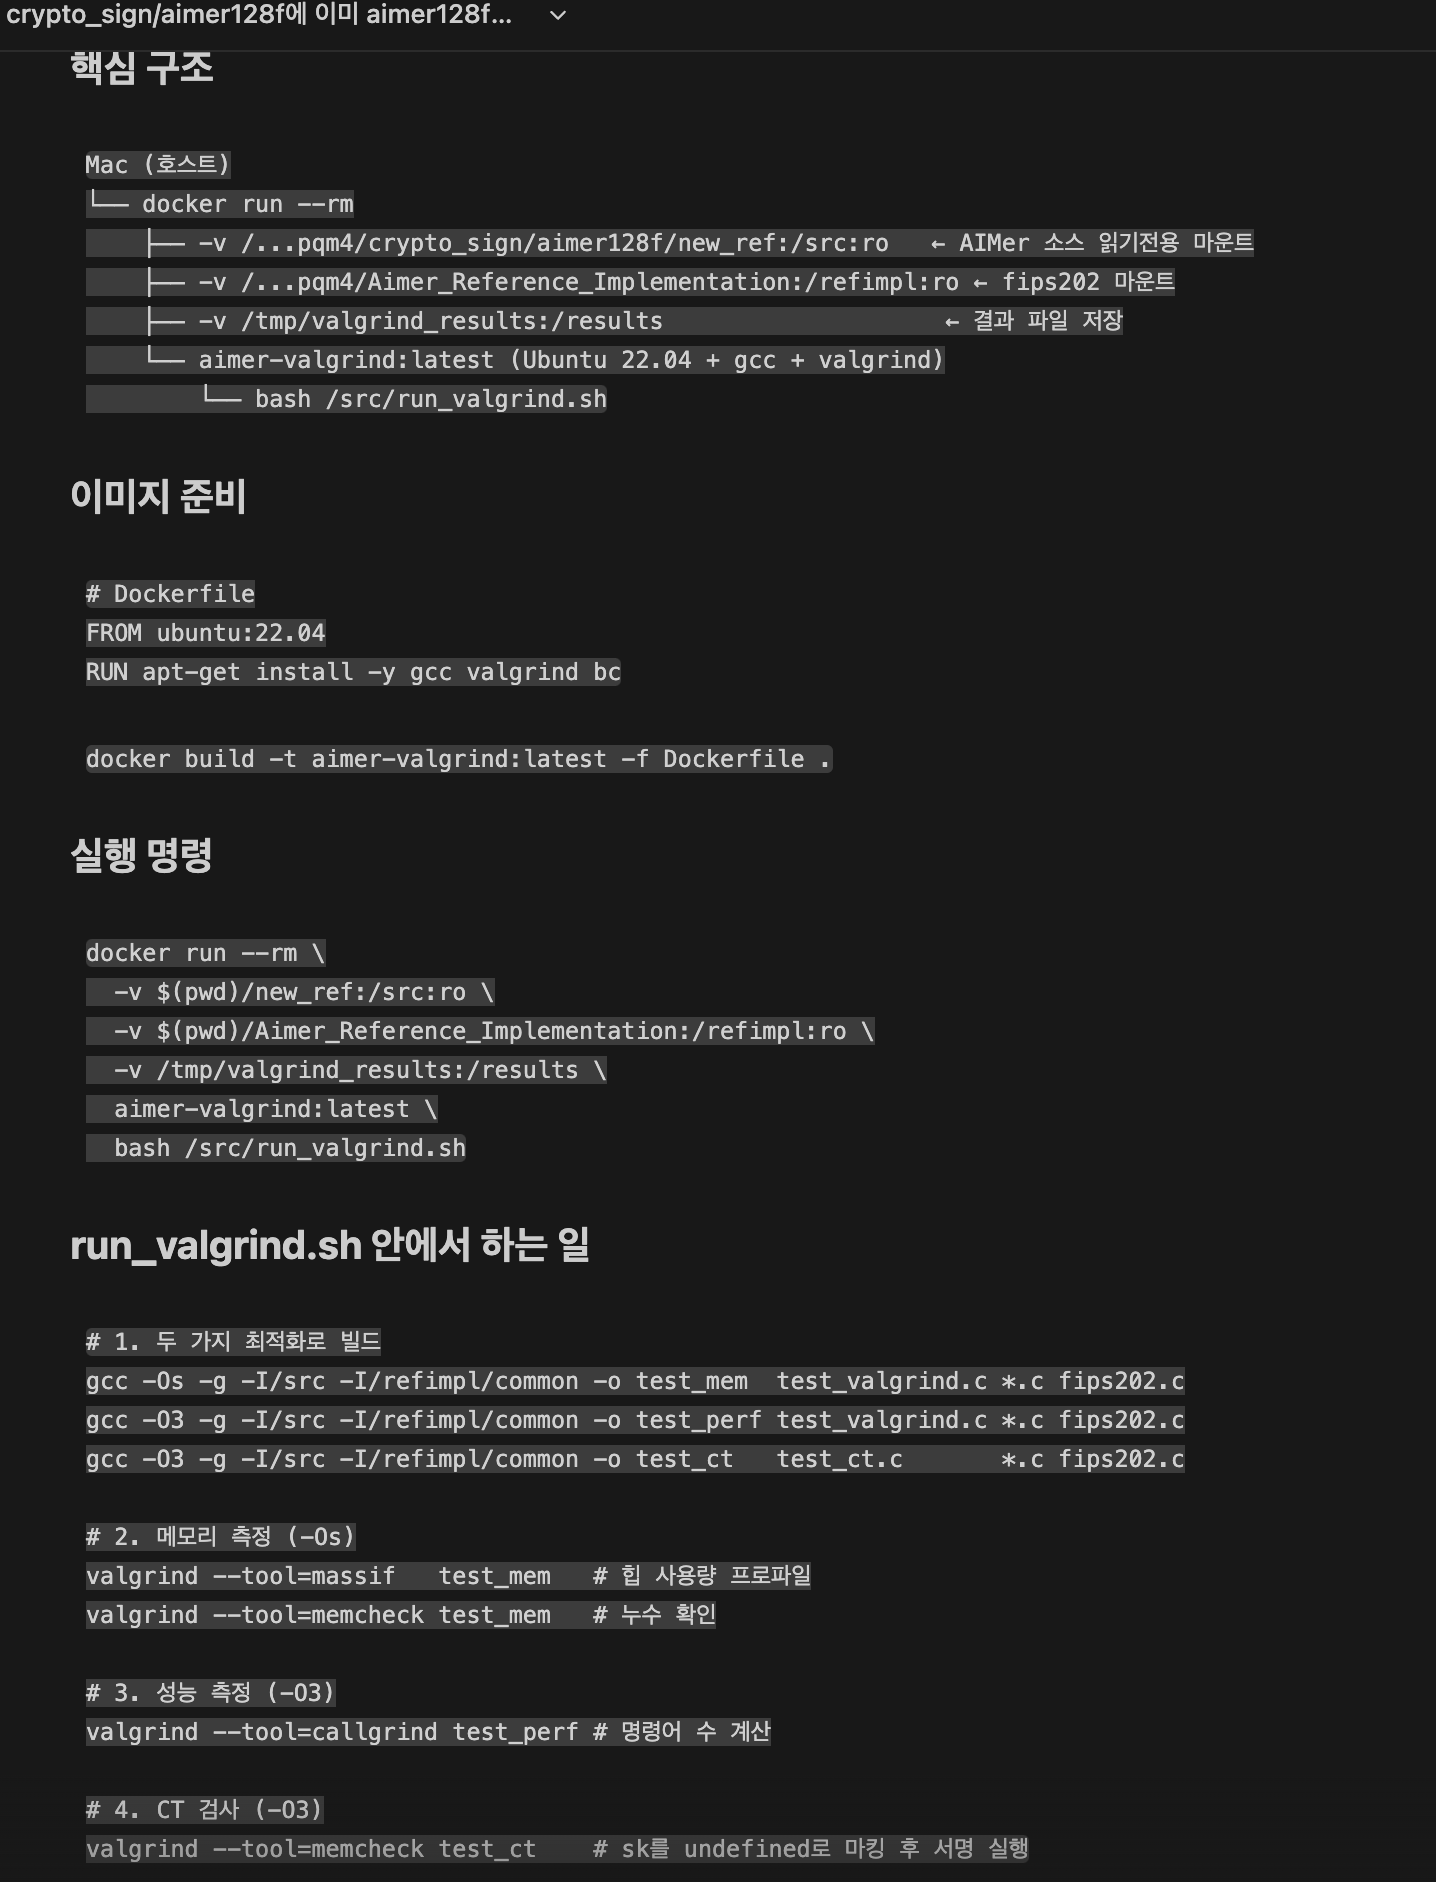 crypto_sign/aimer128f에 이미 aimer128f...
핵심 구조
Mac (호스트)
└── docker run --rm
    ├── -v /...pqm4/crypto_sign/aimer128f/new_ref:/src:ro   ← AIMer 소스 읽기전용 마운트
    ├── -v /...pqm4/Aimer_Reference_Implementation:/refimpl:ro ← fips202 마운트
    ├── -v /tmp/valgrind_results:/results                    ← 결과 파일 저장
    └── aimer-valgrind:latest (Ubuntu 22.04 + gcc + valgrind)
        └── bash /src/run_valgrind.sh
이미지 준비
# Dockerfile
FROM ubuntu:22.04
RUN apt-get install -y gcc valgrind bc
docker build -t aimer-valgrind:latest -f Dockerfile .
실행 명령
docker run --rm \
  -v $(pwd)/new_ref:/src:ro \
  -v $(pwd)/Aimer_Reference_Implementation:/refimpl:ro \
  -v /tmp/valgrind_results:/results \
  aimer-valgrind:latest \
  bash /src/run_valgrind.sh
run_valgrind.sh 안에서 하는 일
# 1. 두 가지 최적화로 빌드
gcc -Os -g -I/src -I/refimpl/common -o test_mem  test_valgrind.c *.c fips202.c
gcc -O3 -g -I/src -I/refimpl/common -o test_perf test_valgrind.c *.c fips202.c
gcc -O3 -g -I/src -I/refimpl/common -o test_ct   test_ct.c       *.c fips202.c
# 2. 메모리 측정 (-Os)
valgrind --tool=massif   test_mem   # 힙 사용량 프로파일
valgrind --tool=memcheck test_mem   # 누수 확인
# 3. 성능 측정 (-O3)
valgrind --tool=callgrind test_perf # 명령어 수 계산
# 4. CT 검사 (-O3)
valgrind --tool=memcheck test_ct    # sk를 undefined로 마킹 후 서명 실행